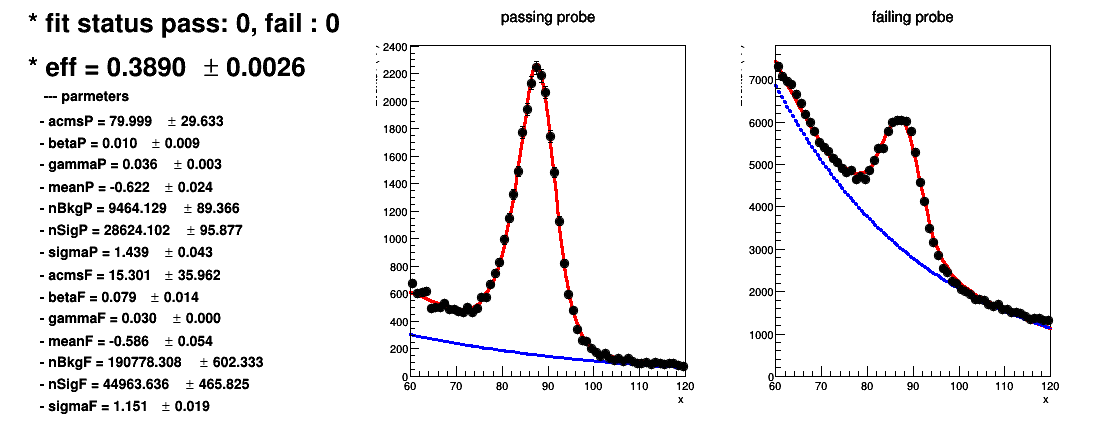 * fit status pass: 0, fail : 0
* eff = 0.3890 ± 0.0026
--- parmeters
- acmsP = 79.999 ± 29.633
- betaP = 0.010 ± 0.009
- gammaP = 0.036 ± 0.003
- meanP = -0.622 ± 0.024
- nBkgP = 9464.129 ± 89.366
- nSigP = 28624.102 ± 95.877
- sigmaP = 1.439 ± 0.043
- acmsF = 15.301 ± 35.962
- betaF = 0.079 ± 0.014
- gammaF = 0.030 ± 0.000
- meanF = -0.586 ± 0.054
- nBkgF = 190778.308 ± 602.333
- nSigF = 44963.636 ± 465.825
- sigmaF = 1.151 ± 0.019
passing probe
2400
2200
2000
1800
1600
1400
1200
1000
800
600
400
200
0
60 70 80 90 100 110 120
x
failing probe
7000
6000
5000
4000
3000
2000
1000
0
60 70 80 90 100 110 120
x